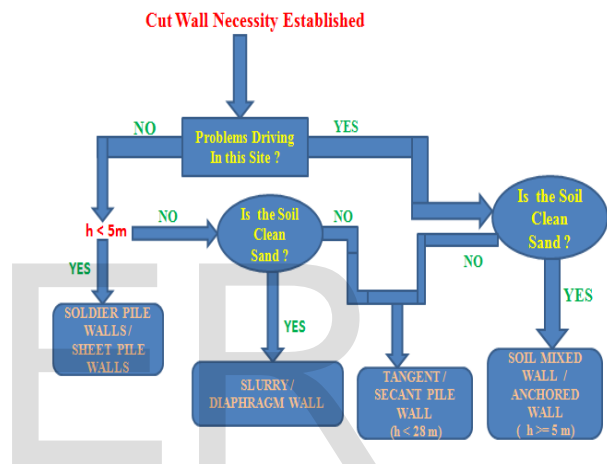 Cut Wall Necessity Established
NO
Problems Driving
In this Site ?
YES
h < 5m
NO
Is the Soil
Clean
Sand ?
NO
Is the Soil
Clean
Sand ?
NO
YES
YES
YES
SOLDIER PILE
WALLS /
SHEET PILE
WALLS
SLURRY /
DIAPHRAGM WALL
TANGENT /
SECANT PILE
WALL
(h < 28 m)
SOIL MIXED
WALL /
ANCHORED
WALL
( h >= 5 m)
ER